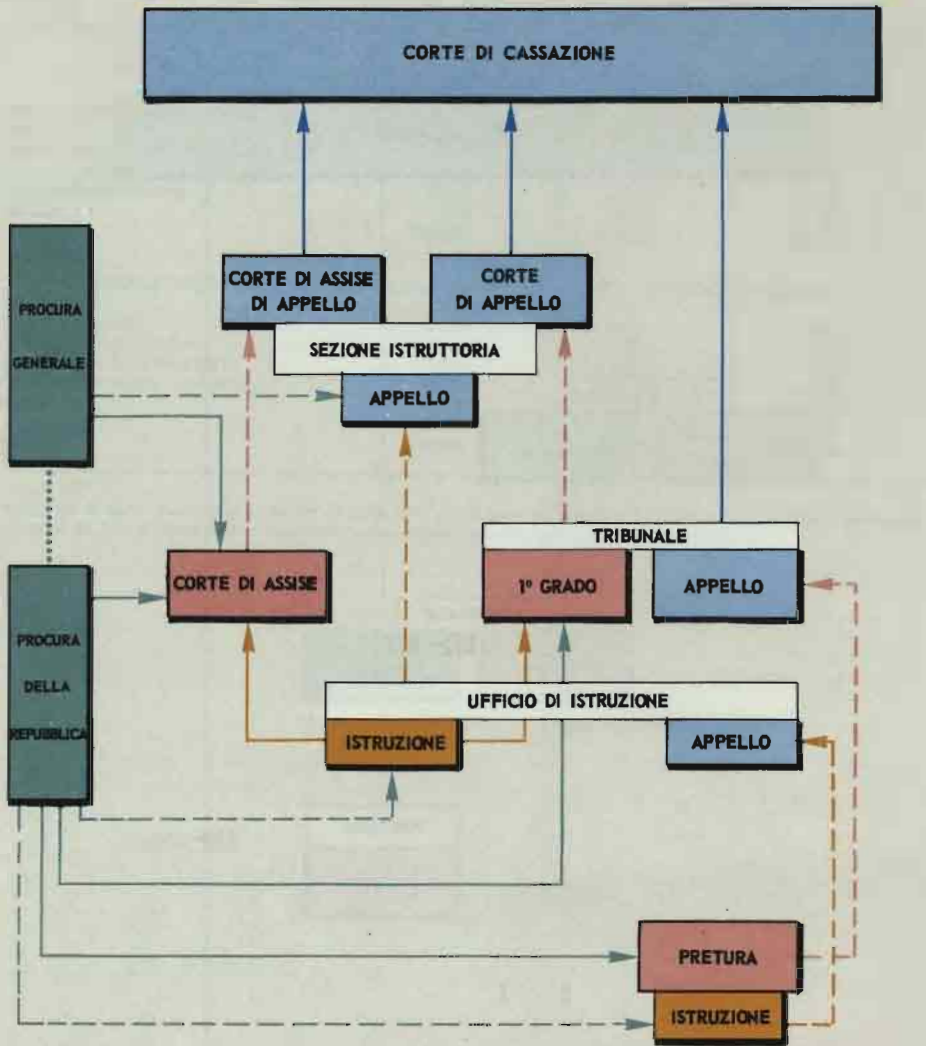 CORTE DI CASSAZIONE
PROCURA
GENERALE
CORTE DI ASSISE
DI APPELLO
CORTE
DI APPELLO
SEZIONE ISTRUTTORIA
APPELLO
TRIBUNALE
CORTE DI ASSISE
1º GRADO
APPELLO
PROCURA
DELLA
REPUBBLICA
UFFICIO DI ISTRUZIONE
ISTRUZIONE
APPELLO
PRETURA
ISTRUZIONE